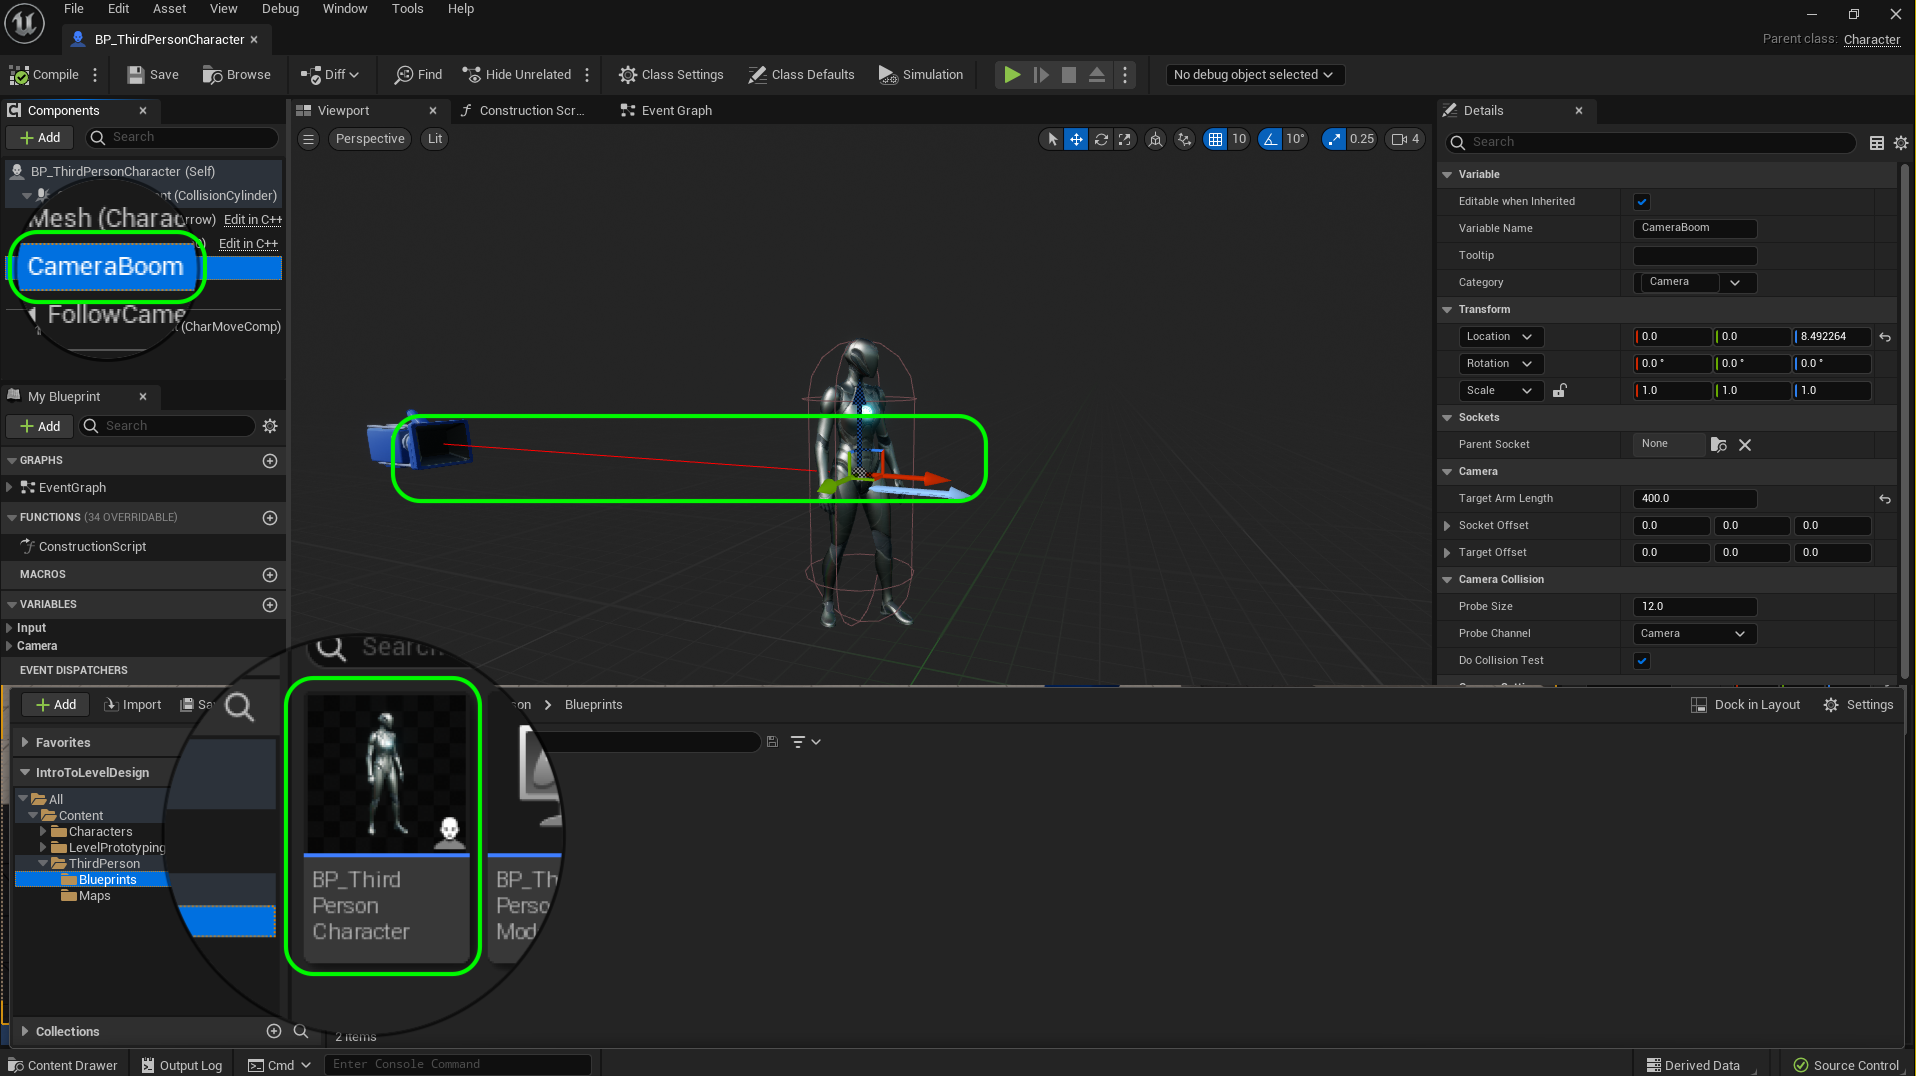 File Edit Asset View Debug Window Tools Help
BP_ThirdPersonCharacter
Parent class: Character
Compile Save Browse Diff Find Hide Unrelated Class Settings Class Defaults Simulation No debug object selected
Components
Add Search
BP_ThirdPersonCharacter (Self)
(CollisionCylinder)
Mesh (Charac
Edit in C++
Edit in C++
CameraBoom
FollowCame
(CharMoveComp)
My Blueprint
Add Search
GRAPHS
EventGraph
FUNCTIONS (34 OVERRIDABLE)
ConstructionScript
MACROS
VARIABLES
Input
Camera
EVENT DISPATCHERS
Viewport Construction Scr... Event Graph
Perspective Lit 10 10° 0.25 4
Details
Search
Variable
Editable when Inherited
Variable Name CameraBoom
Tooltip
Category Camera
Transform
Location 0.0 0.0 8.492264
Rotation 0.0 ° 0.0 ° 0.0 °
Scale 1.0 1.0 1.0
Sockets
Parent Socket None
Camera
Target Arm Length 400.0
Socket Offset 0.0 0.0 0.0
Target Offset 0.0 0.0 0.0
Camera Collision
Probe Size 12.0
Probe Channel Camera
Do Collision Test
Add Import Sa
Blueprints
Dock in Layout Settings
Favorites
IntroToLevelDesign
All
Content
Characters
LevelPrototyping
ThirdPerson
Blueprints
Maps
Collections
Search
BP_Third
Person
Character
BP_Th
Perso
Mod
2 items
Content Drawer Output Log Cmd Enter Console Command Derived Data Source Control